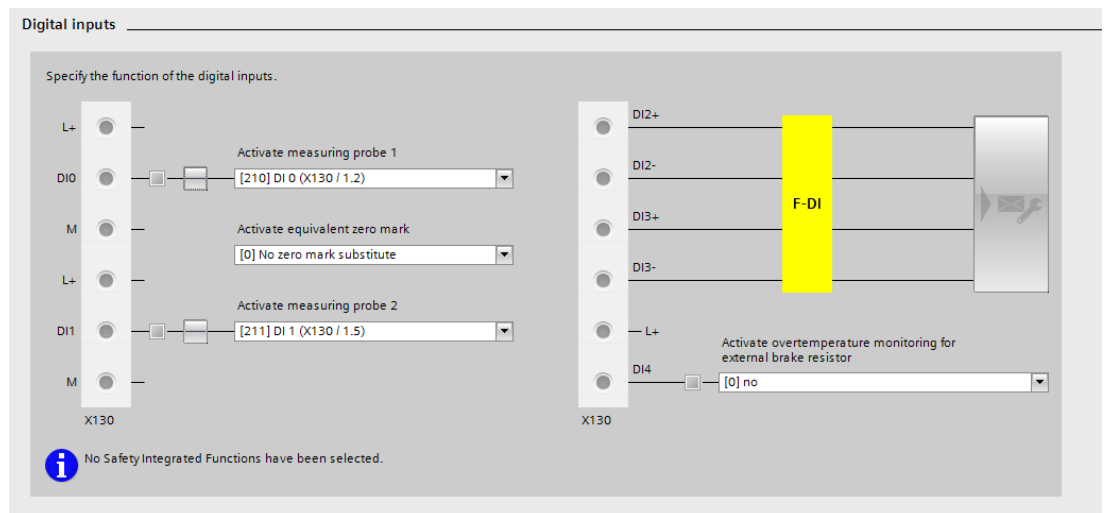 Digital inputs
Specify the function of the digital inputs.
L+
Activate measuring probe 1
DI0
[210] DI 0 (X130 / 1.2)
M
Activate equivalent zero mark
[0] No zero mark substitute
L+
Activate measuring probe 2
DI1
[211] DI 1 (X130 / 1.5)
M
X130
DI2+
DI2-
F-DI
DI3+
DI3-
L+
Activate overtemperature monitoring for
external brake resistor
DI4
[0] no
X130
i
No Safety Integrated Functions have been selected.